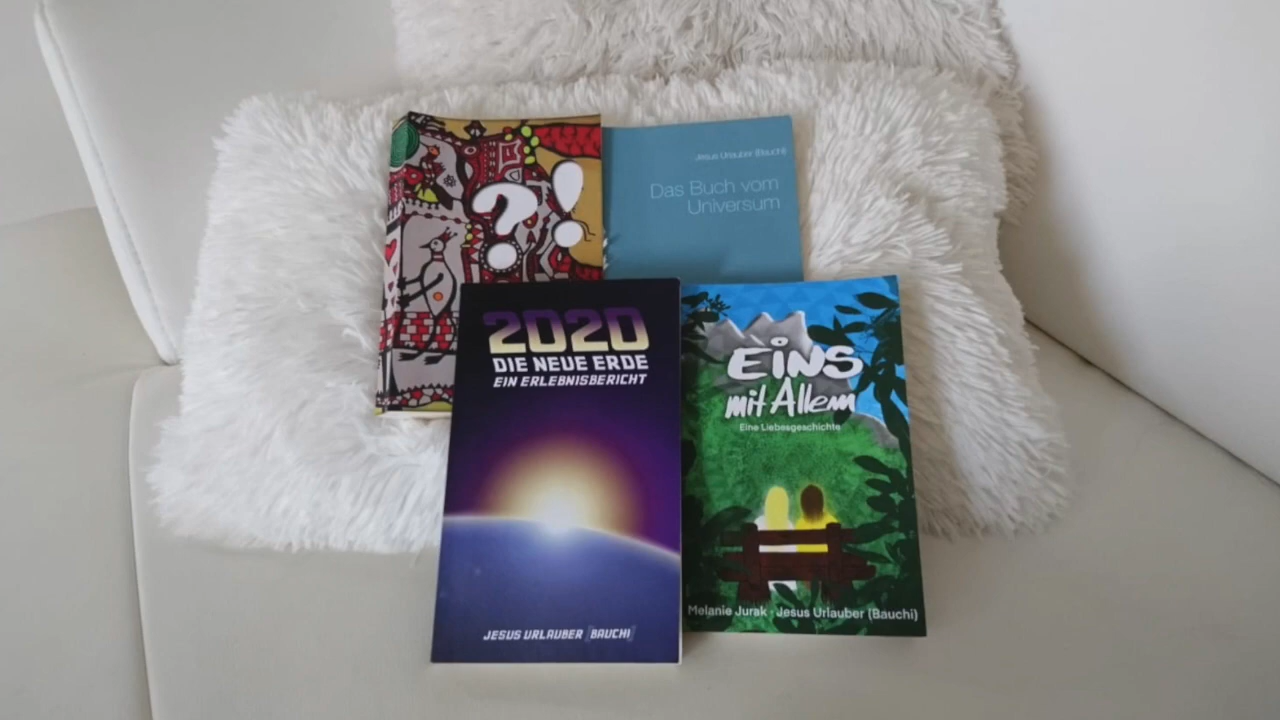 ?!
Jesus Urlauber (Bauchi)
Das Buch vom
Universum
2020
DIE NEUE ERDE
EIN ERLEBNISBERICHT
JESUS URLAUBER (BAUCHI)
EiNS
mit Allem
Eine Liebesgeschichte
Melanie Jurak · Jesus Urlauber (Bauchi)